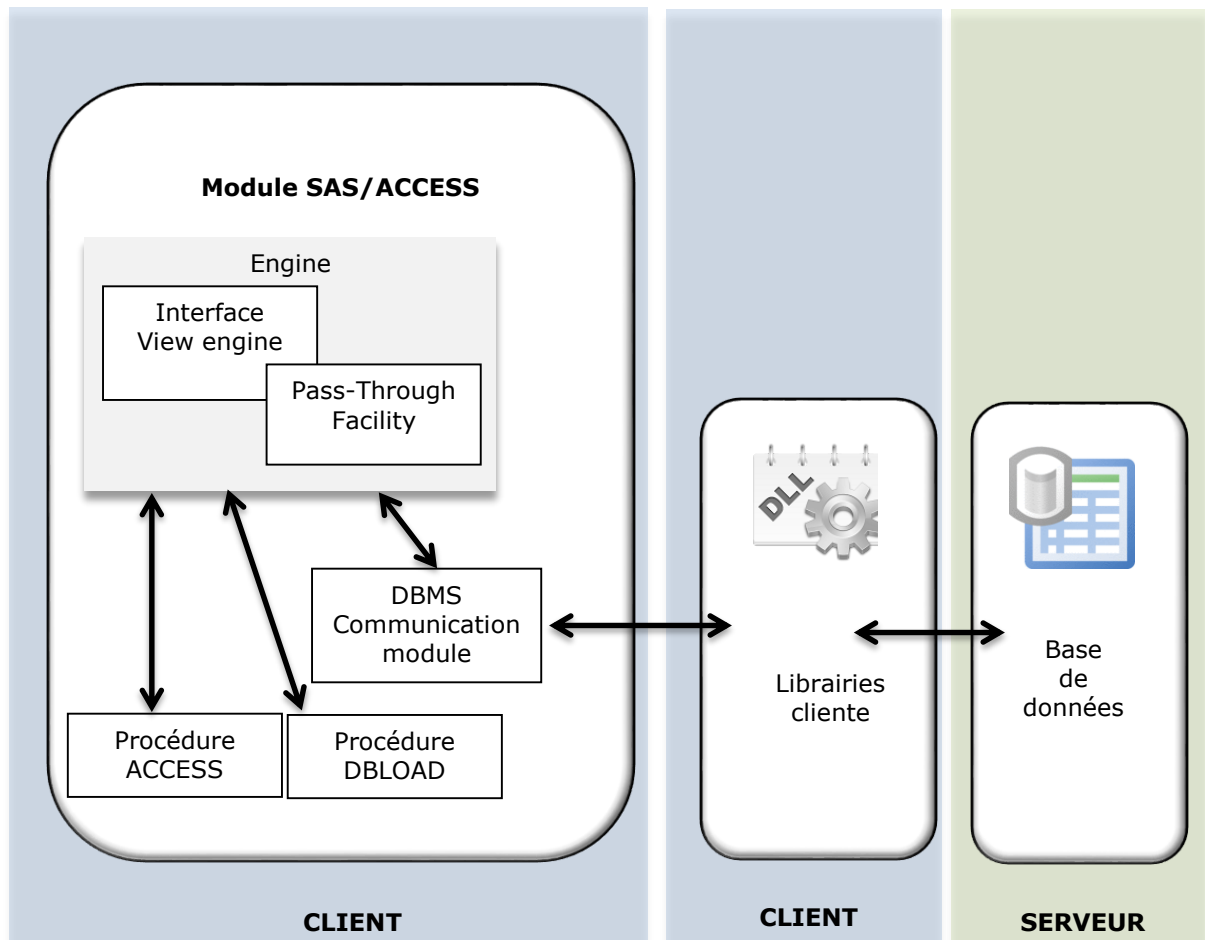 Module SAS/ACCESS
Engine
Interface
View engine
Pass-Through
Facility
DBMS
Communication
module
Procédure
ACCESS
Procédure
DBLOAD
CLIENT
DLL
Librairies
cliente
CLIENT
Base
de
données
SERVEUR